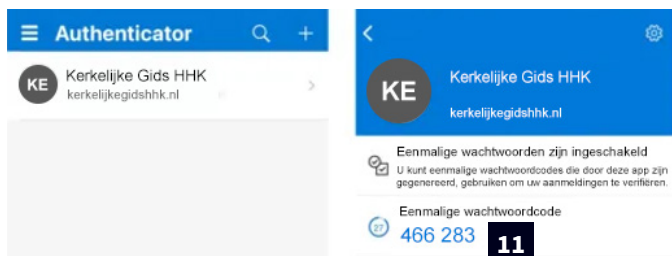 Authenticator
KE
Kerkelijke Gids HHK
kerkelijkegidshhk.nl
KE
Kerkelijke Gids HHK
kerkelijkegidshhk.nl
Eenmalige wachtwoorden zijn ingeschakeld
U kunt eenmalige wachtwoordcodes die door deze app zijn
gegenereerd, gebruiken om uw aanmeldingen te verifiëren.
Eenmalige wachtwoordcode
27
466 283
11